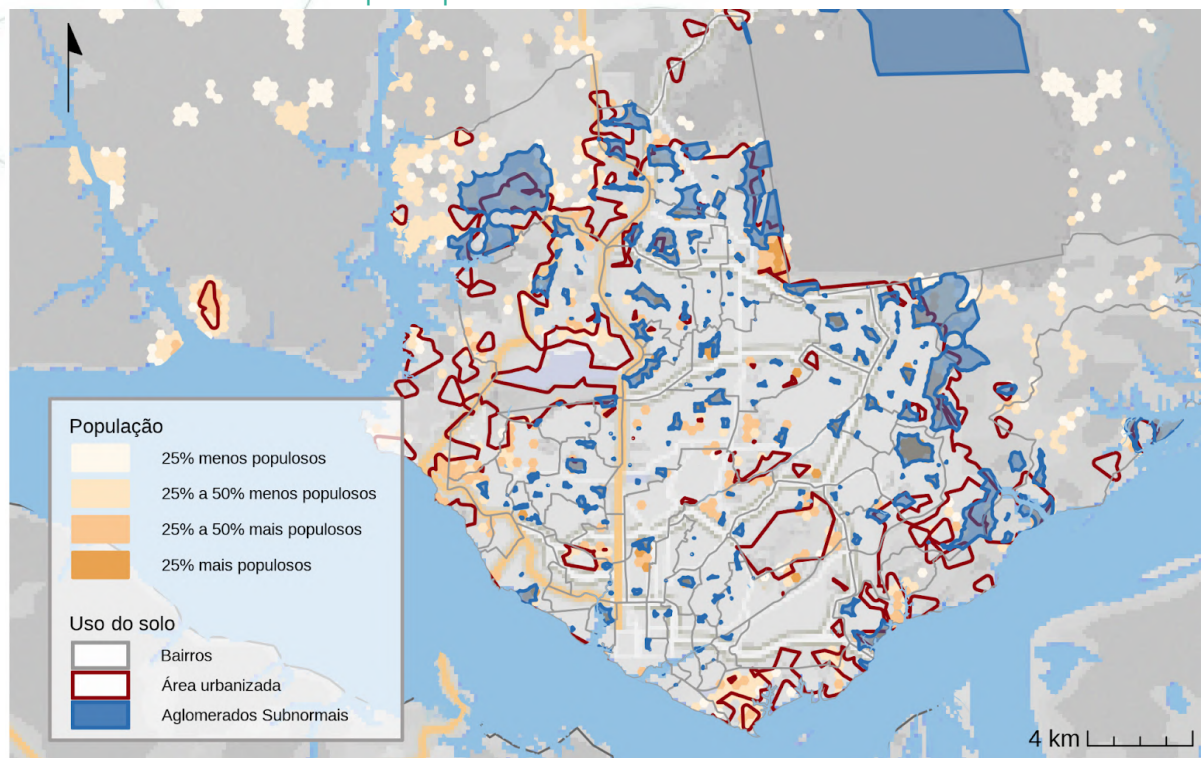 População
25% menos populosos
25% a 50% menos populosos
25% a 50% mais populosos
25% mais populosos
Uso do solo
Bairros
Área urbanizada
Aglomerados Subnormais
4 km